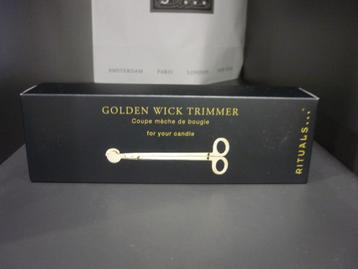 AMSTERDAM PARIS LONDON
GOLDEN WICK TRIMMER
Coupe mèche de bougie
for your candle
RITUALS...